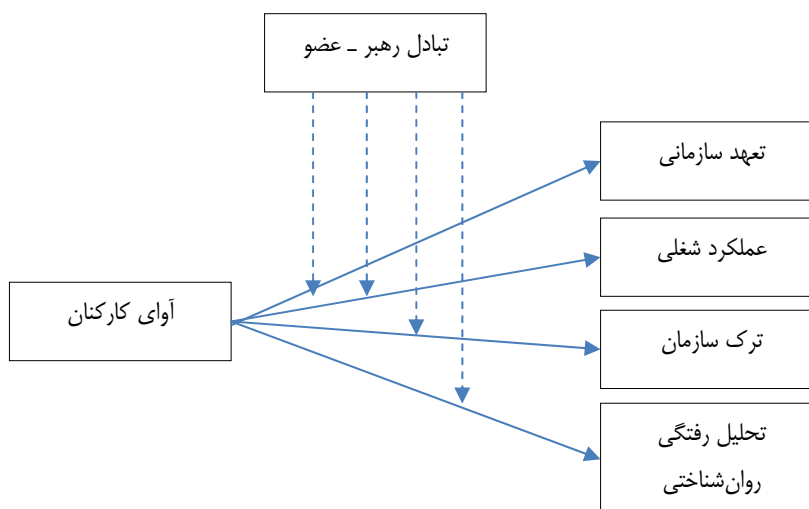 تبادل رهبر ـ عضو
تعهد سازمانی
عملکرد شغلی
آوای کارکنان
ترک سازمان
تحلیل رفتگی
روان‌شناختی